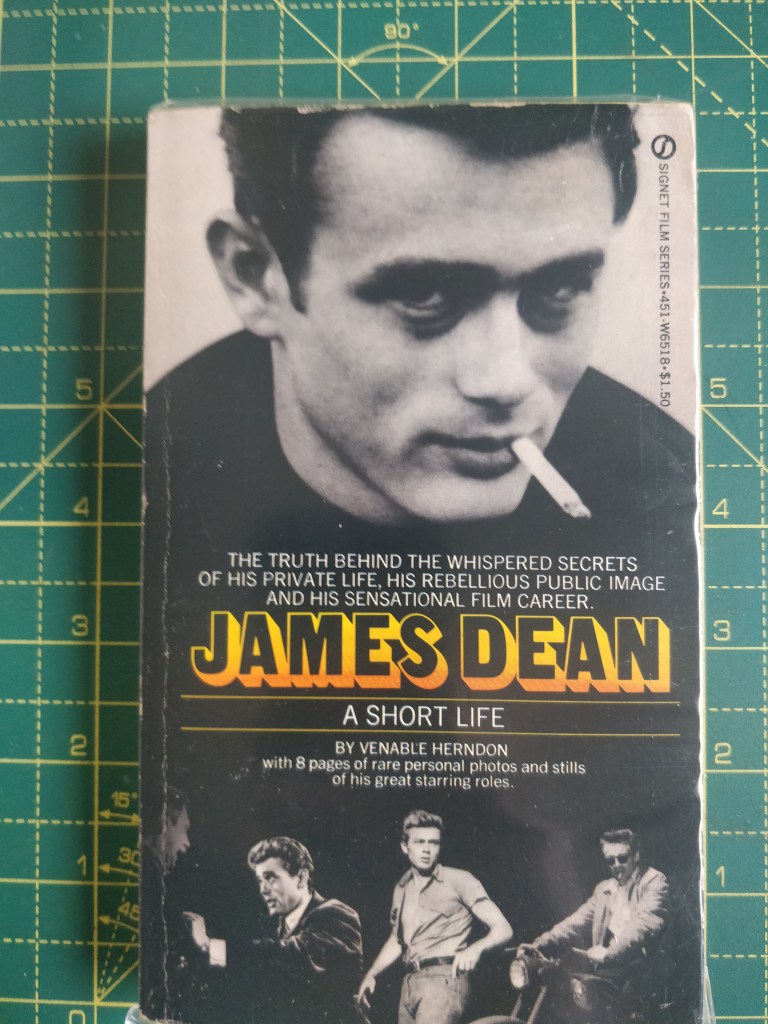 90°
SIGNET FILM SERIES•451-W6518•$1.50
5
5
4
4
THE TRUTH BEHIND THE WHISPERED SECRETS
OF HIS PRIVATE LIFE, HIS REBELLIOUS PUBLIC IMAGE
AND HIS SENSATIONAL FILM CAREER.
3
3
JAMES DEAN
A SHORT LIFE
2
2
BY VENABLE HERNDON
with 8 pages of rare personal photos and stills
of his great starring roles.
15°
1
1
30
45
0